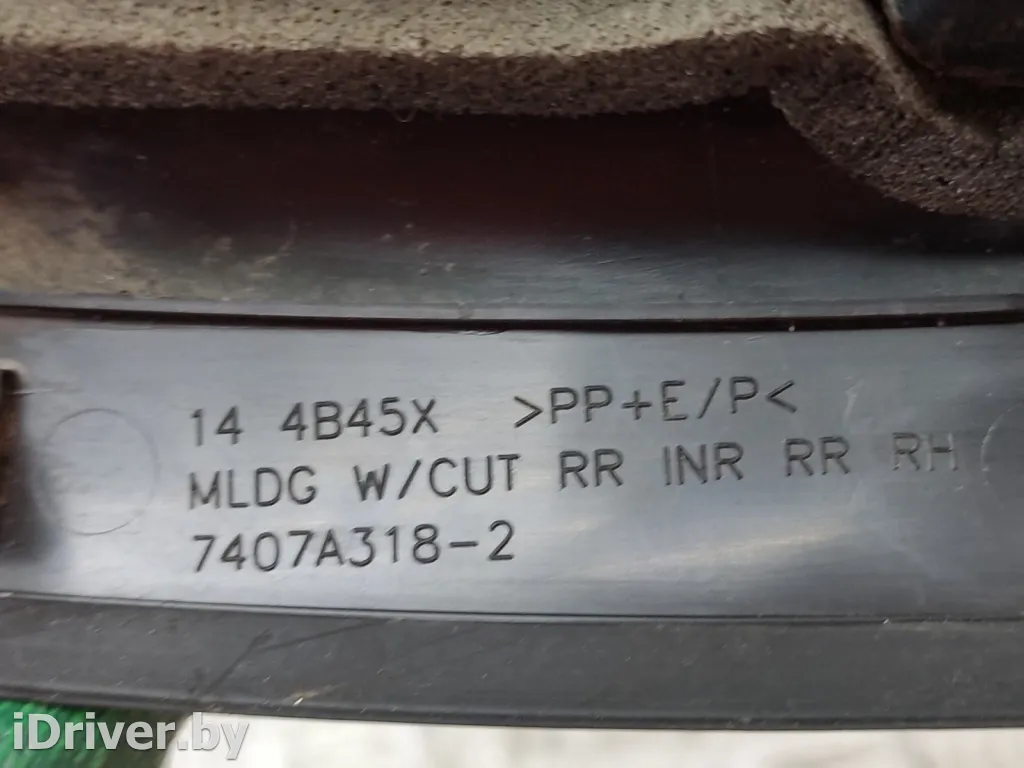 14 4B45X >PP+E/P<
MLDG W/CUT RR INR RR RH
7407A318-2
iDriver.by